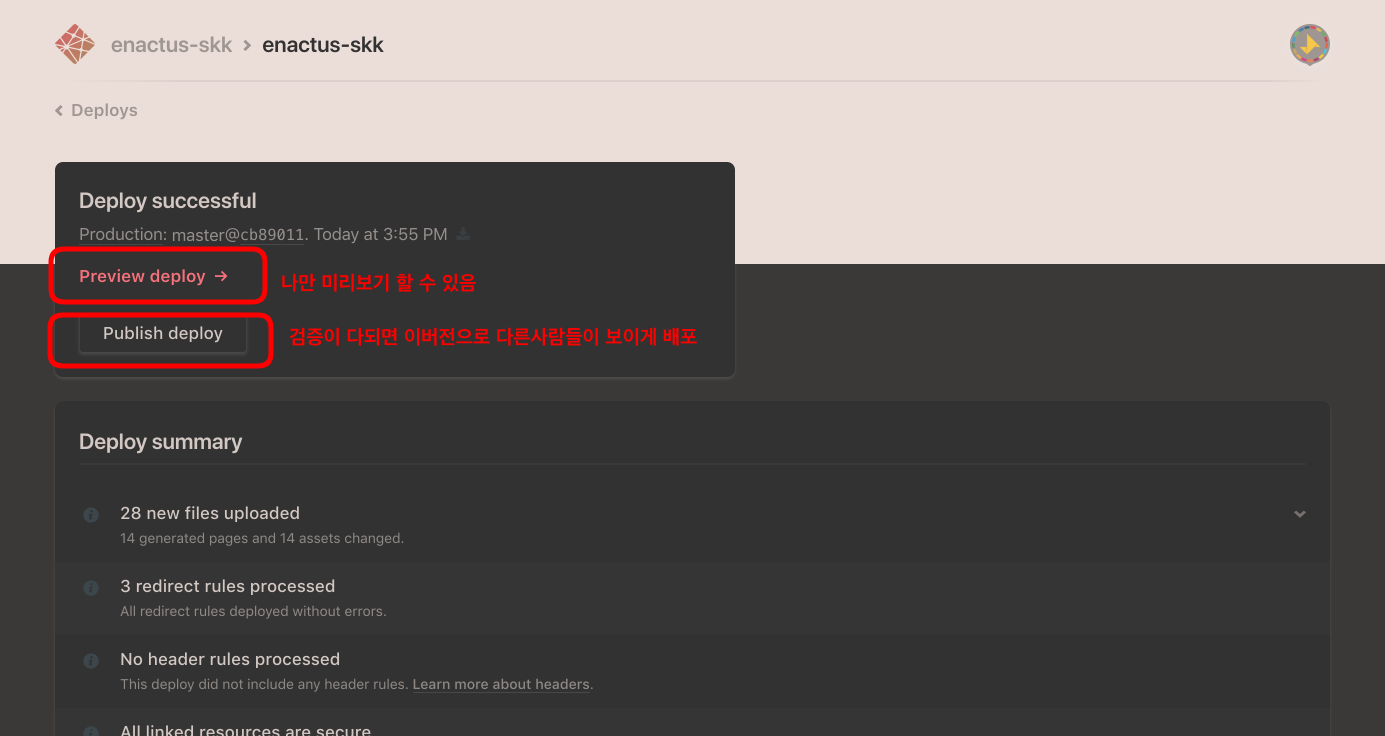 enactus-skk > enactus-skk
Deploys
Deploy successful
Production: master@cb89011. Today at 3:55 PM
Preview deploy →
나만 미리보기 할 수 있음
Publish deploy
검증이 다되면 이버전으로 다른사람들이 보이게 배포
Deploy summary
28 new files uploaded
14 generated pages and 14 assets changed.
3 redirect rules processed
All redirect rules deployed without errors.
No header rules processed
This deploy did not include any header rules. Learn more about headers.
All linked resources are secure